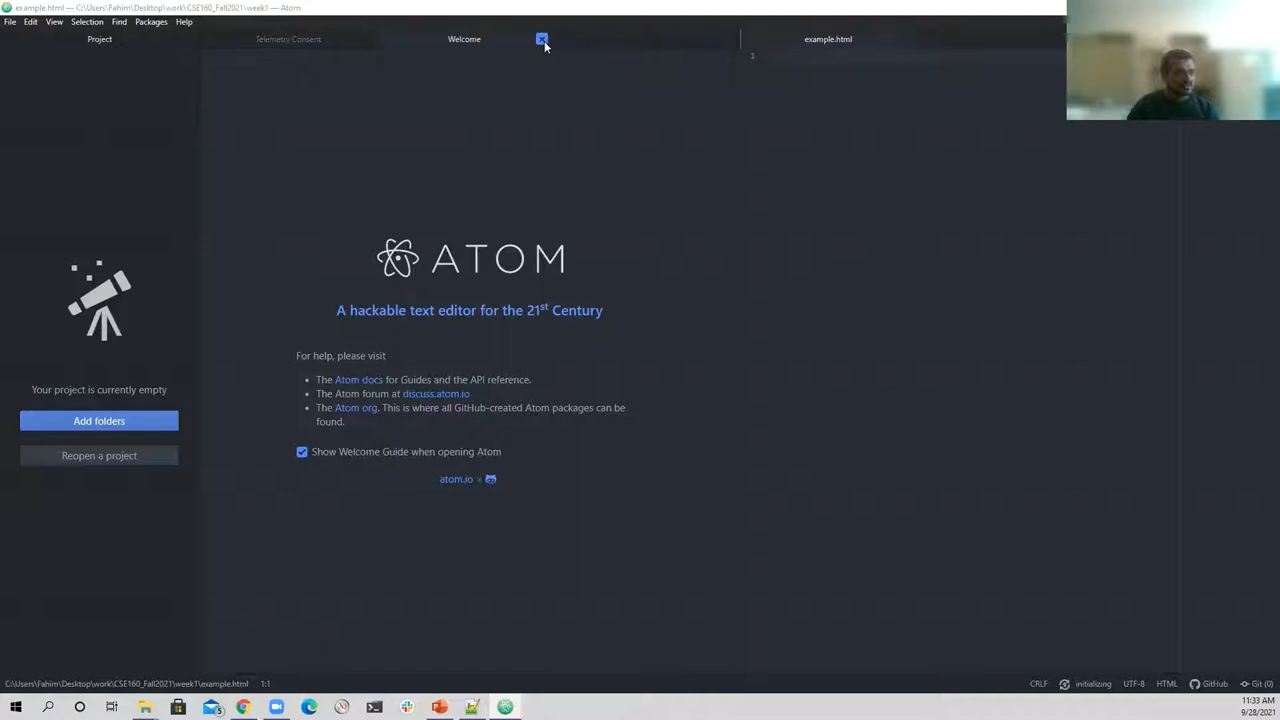 example.html — C:\Users\Fahim\Desktop\work\CSE160_Fall2021\week1 — Atom
File Edit View Selection Find Packages Help
Project Telemetry Consent Welcome example.html
1
ATOM
A hackable text editor for the 21st Century
For help, please visit
• The Atom docs for Guides and the API reference.
• The Atom forum at discuss.atom.io
• The Atom org. This is where all GitHub-created Atom packages can be
found.
Show Welcome Guide when opening Atom
atom.io ×
Your project is currently empty
Add folders
Reopen a project
C:\Users\Fahim\Desktop\work\CSE160_Fall2021\week1\example.html 1:1 CRLF initializing UTF-8 HTML GitHub Git (0)
5
11:33 AM
9/28/2021